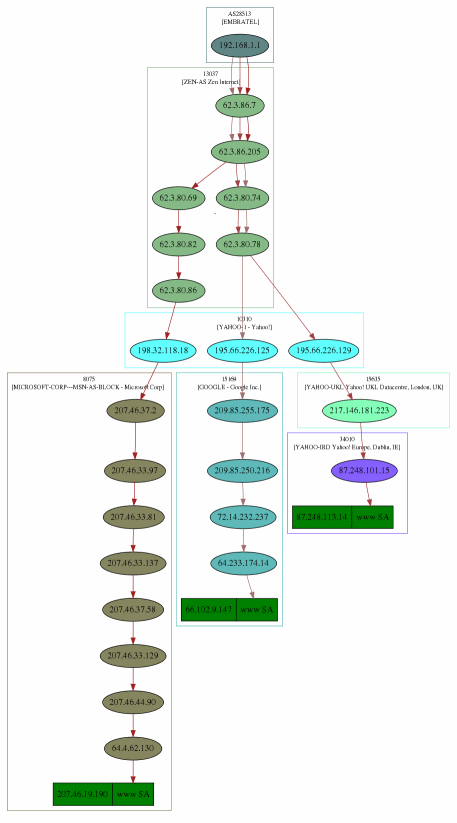 AS28513
[EMBRATEL]
192.168.1.1
13037
[ZEN-AS Zen Internet]
62.3.86.7
62.3.86.205
62.3.80.69
62.3.80.74
62.3.80.82
62.3.80.78
62.3.80.86
10310
[YAHOO-1 - Yahoo!]
198.32.118.18
195.66.226.125
195.66.226.129
8075
[MICROSOFT-CORP---MSN-AS-BLOCK - Microsoft Corp]
15169
[GOOGLE - Google Inc.]
15635
[YAHOO-UKL Yahoo! UKL Datacentre, London, UK]
207.46.37.2
209.85.255.175
217.146.181.223
34010
[YAHOO-IRD Yahoo! Europe, Dublin, IE]
207.46.33.97
209.85.250.216
87.248.101.15
207.46.33.81
72.14.232.237
87.248.113.14 www SA
207.46.33.137
64.233.174.14
207.46.37.58
66.102.9.147 www SA
207.46.33.129
207.46.44.90
64.4.62.130
207.46.19.190 www SA